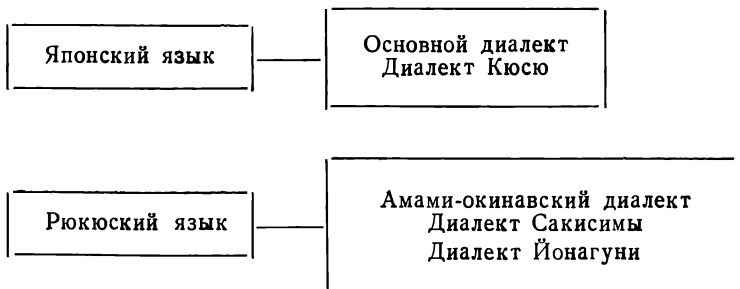 Японский язык
Основной диалект
Диалект Кюсю
Рюкюский язык
Амами-окинавский диалект
Диалект Сакисимы
Диалект Йонагуни